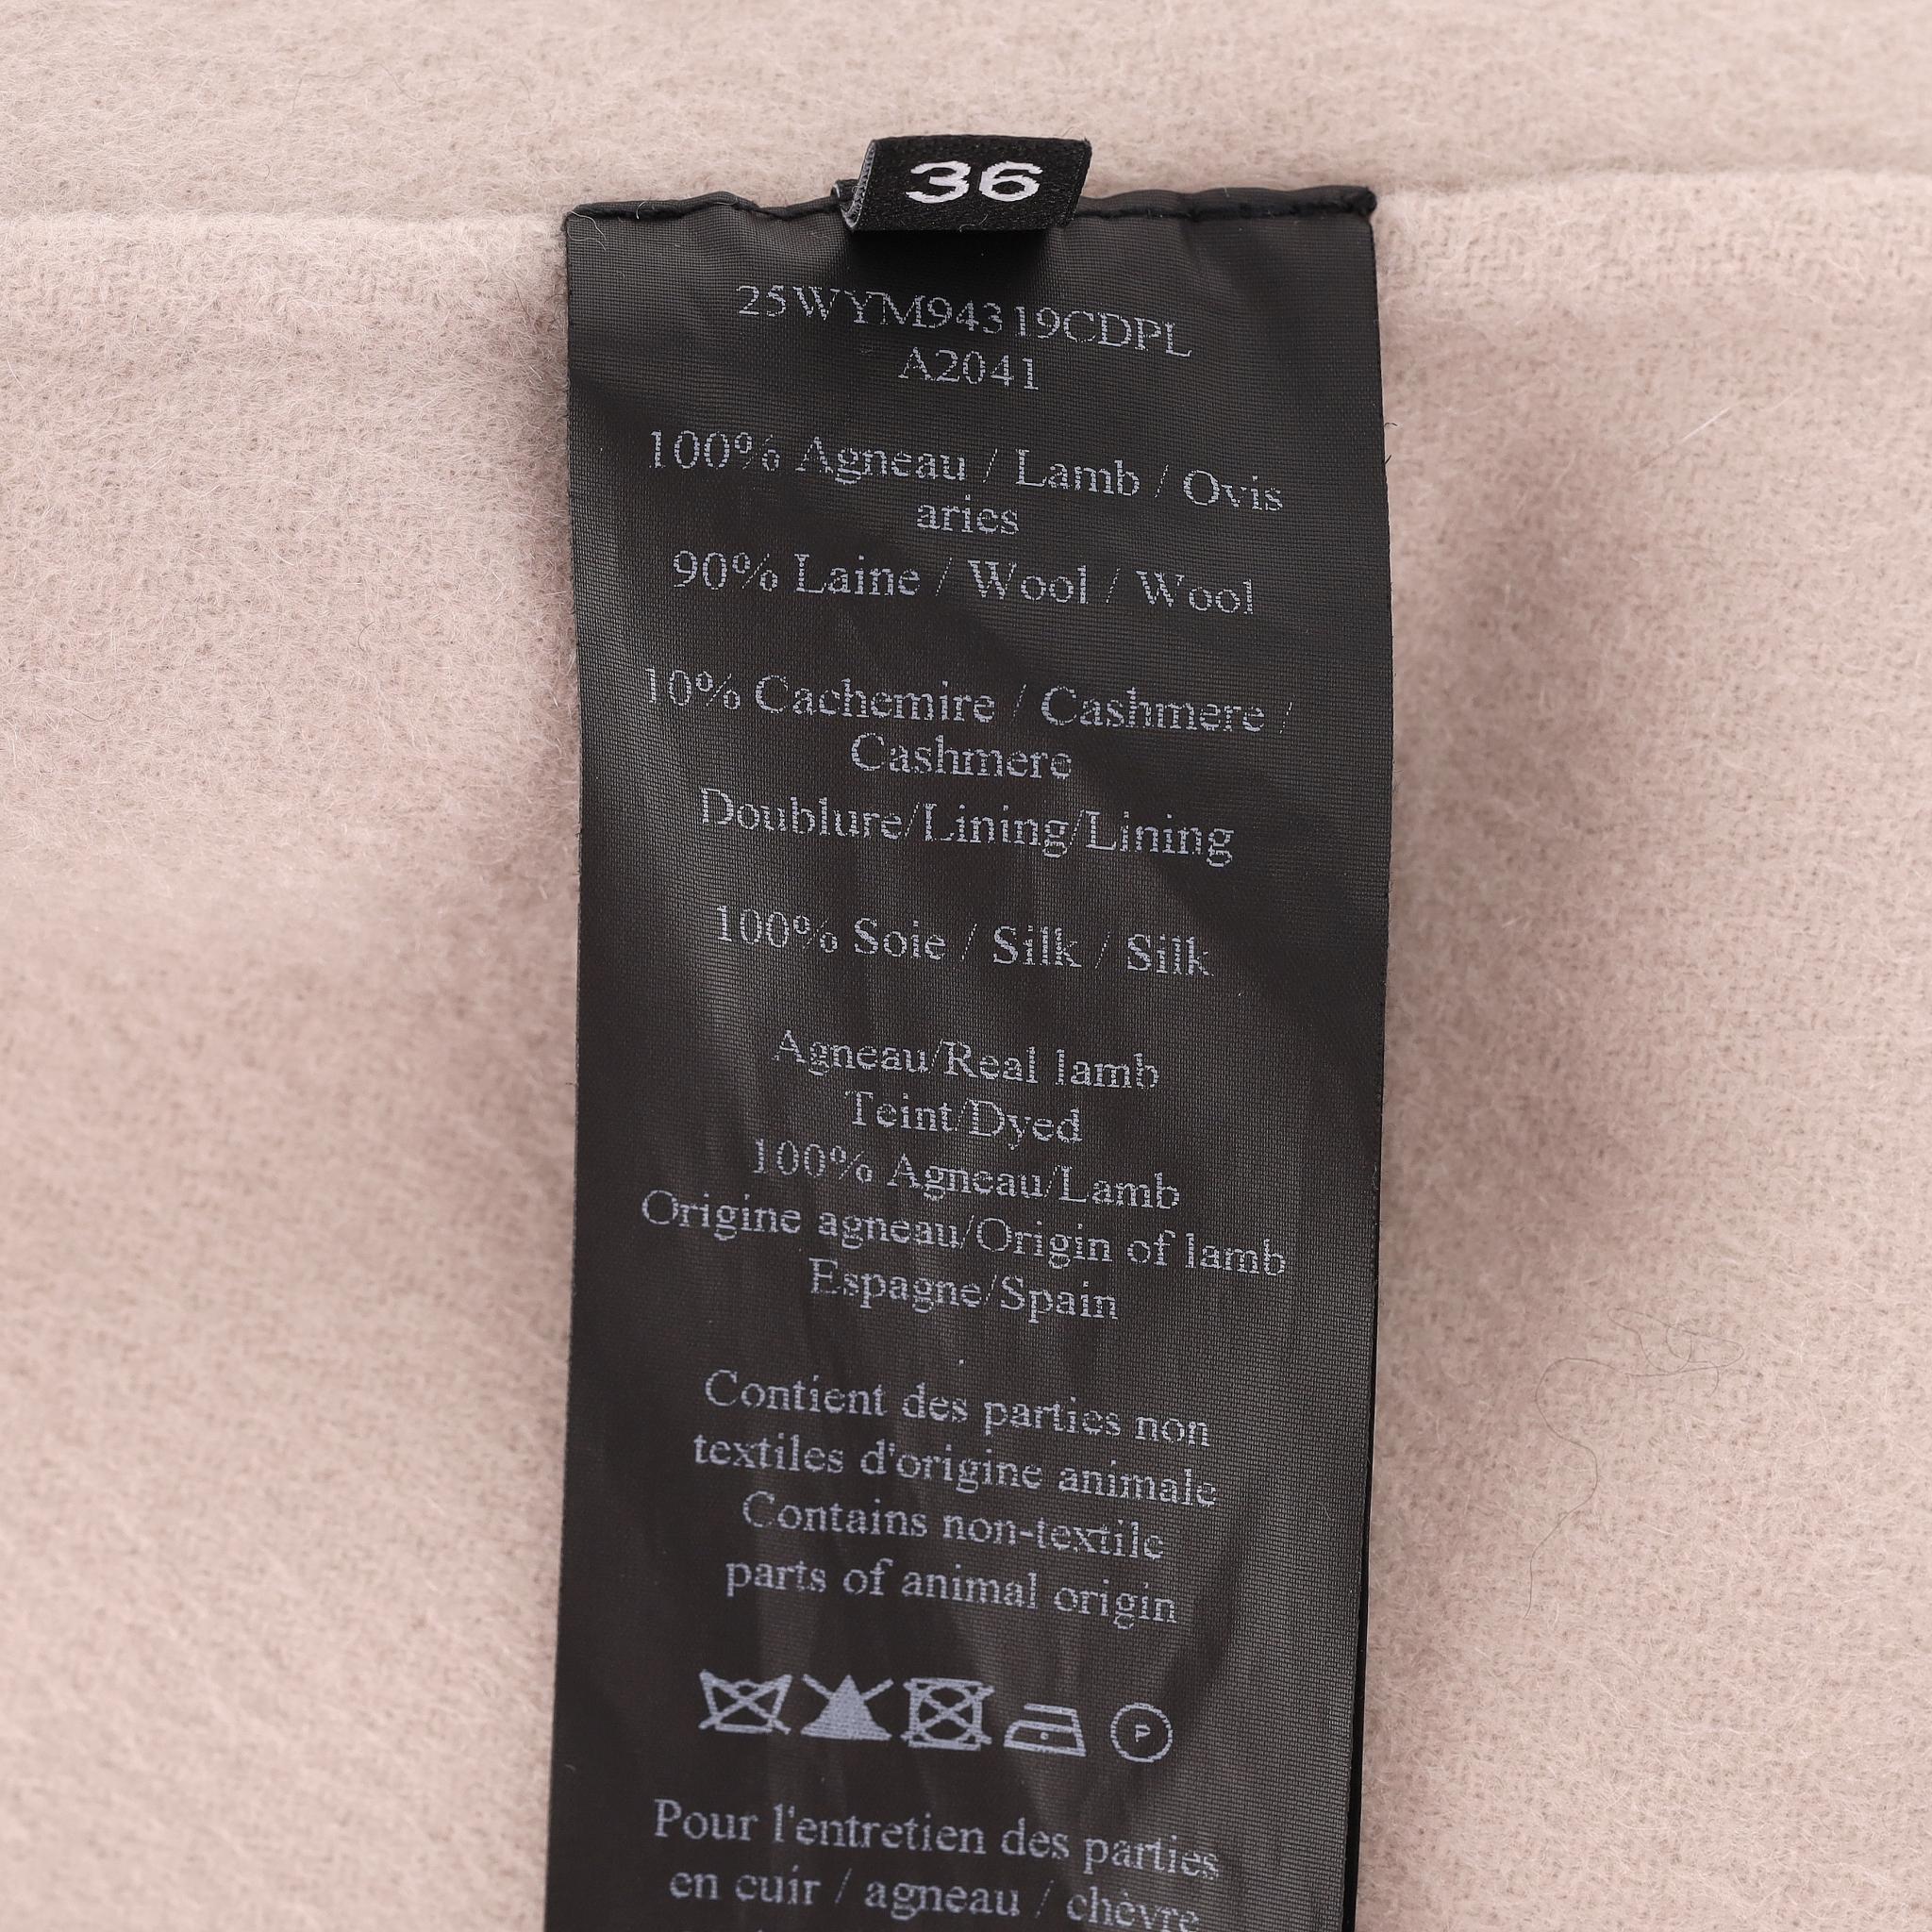 36
25WYM94319CDPL
A2041
100% Agneau / Lamb / Ovis
aries
90% Laine / Wool / Wool
10% Cachemire / Cashmere /
Cashmere
Doublure/Lining/Lining
100% Soie / Silk / Silk
Agneau/Real lamb
Teint/Dyed
100% Agneau/Lamb
Origine agneau/Origin of lamb
Espagne/Spain
Contient des parties non
textiles d'origine animale
Contains non-textile
parts of animal origin
P
Pour l'entretien des parties
en cuir / agneau / chèvre